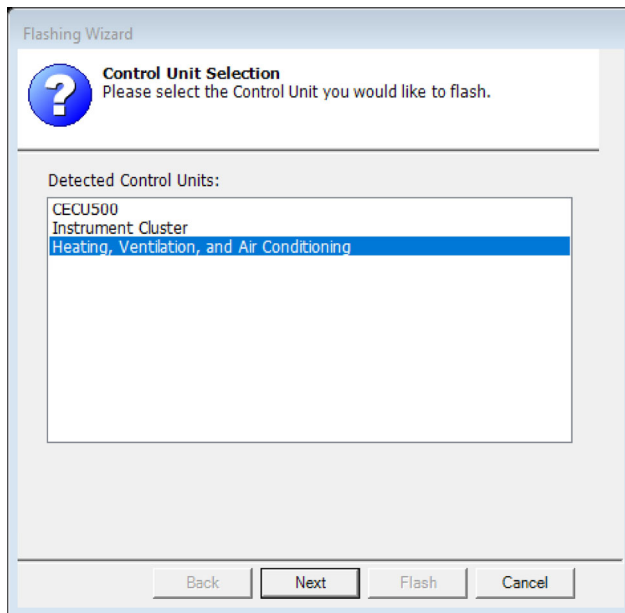 Flashing Wizard
Control Unit Selection
Please select the Control Unit you would like to flash.
Detected Control Units:
CECU500
Instrument Cluster
Heating, Ventilation, and Air Conditioning
Back
Next
Flash
Cancel